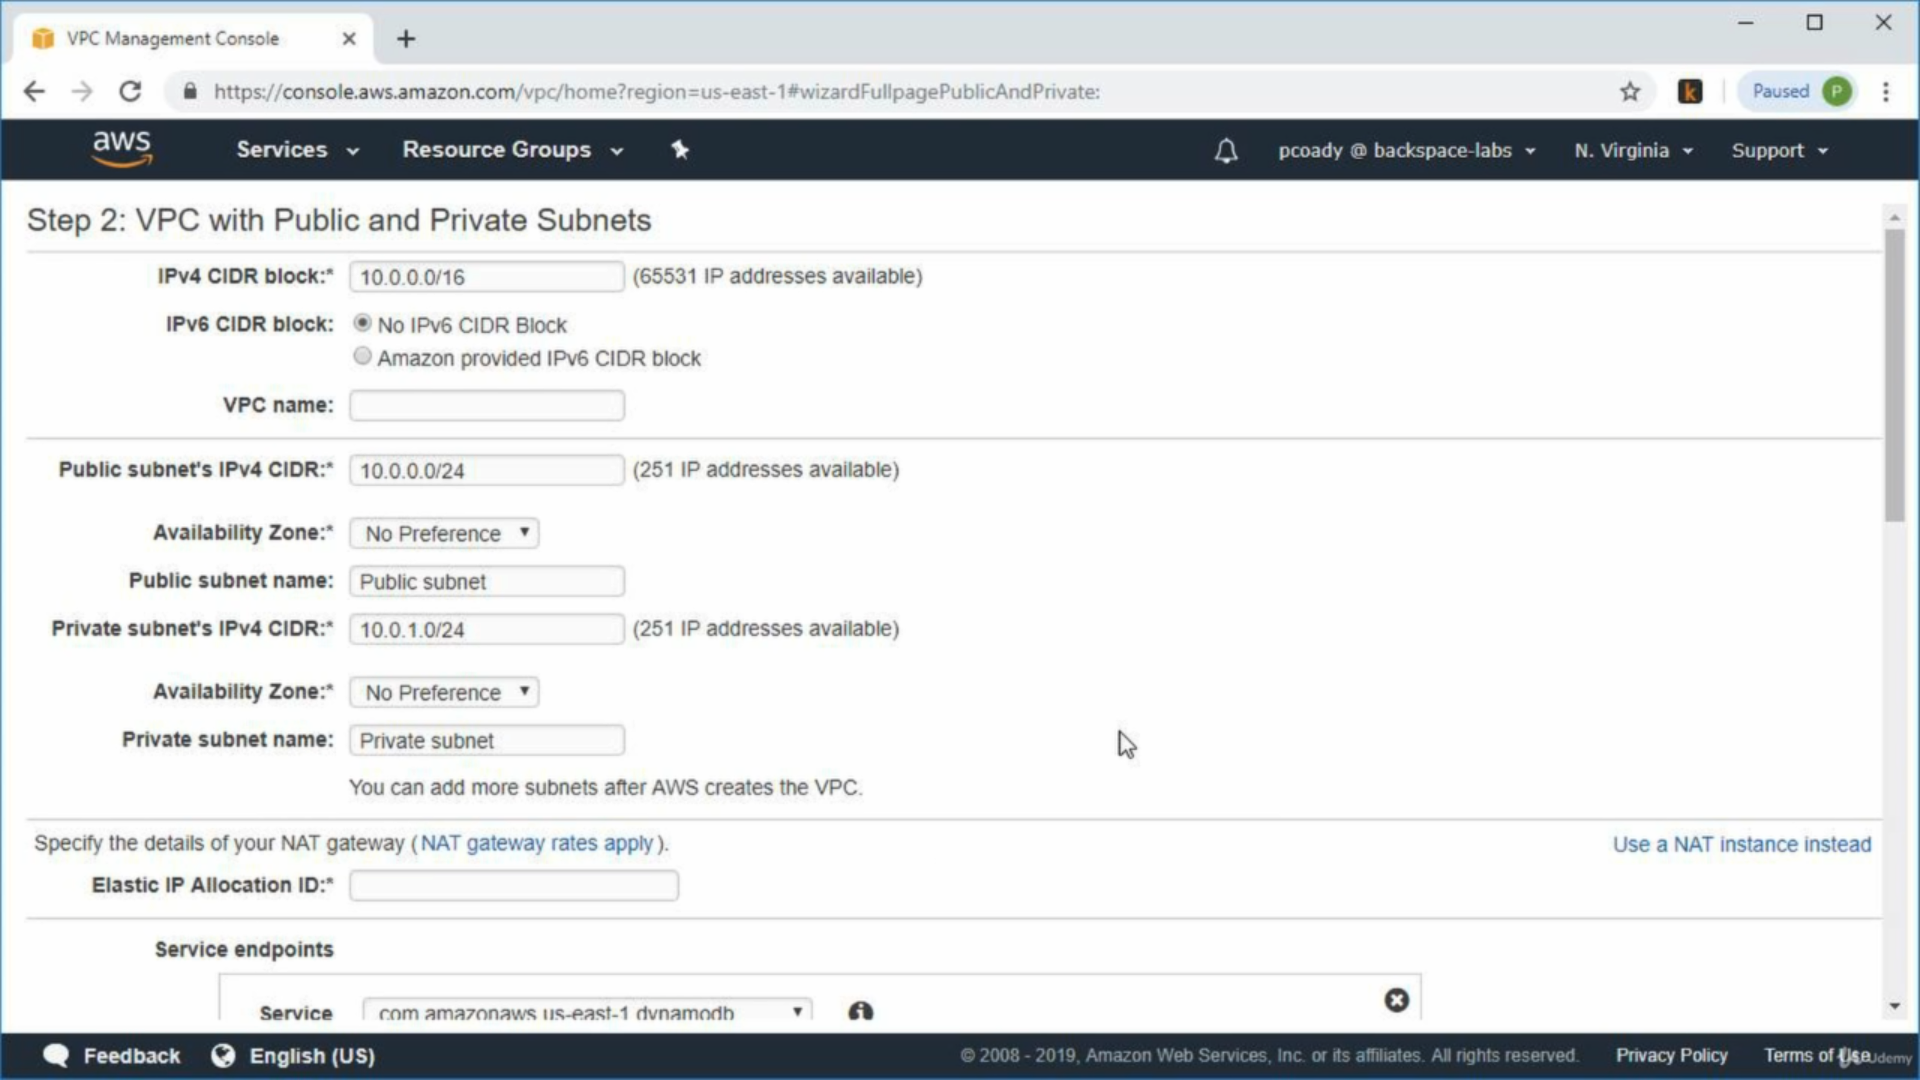 VPC Management Console
https://console.aws.amazon.com/vpc/home?region=us-east-1#wizardFullpagePublicAndPrivate:
k
Paused P
aws Services Resource Groups pcoady @ backspace-labs N. Virginia Support
Step 2: VPC with Public and Private Subnets
IPv4 CIDR block:* 10.0.0.0/16 (65531 IP addresses available)
IPv6 CIDR block: No IPv6 CIDR Block
Amazon provided IPv6 CIDR block
VPC name:
Public subnet's IPv4 CIDR:* 10.0.0.0/24 (251 IP addresses available)
Availability Zone:* No Preference
Public subnet name: Public subnet
Private subnet's IPv4 CIDR:* 10.0.1.0/24 (251 IP addresses available)
Availability Zone:* No Preference
Private subnet name: Private subnet
You can add more subnets after AWS creates the VPC.
Specify the details of your NAT gateway (NAT gateway rates apply). Use a NAT instance instead
Elastic IP Allocation ID:*
Service endpoints
Service com.amazonaws.us-east-1.dynamodb
Feedback English (US) © 2008 - 2019, Amazon Web Services, Inc. or its affiliates. All rights reserved. Privacy Policy Terms of Use Udemy